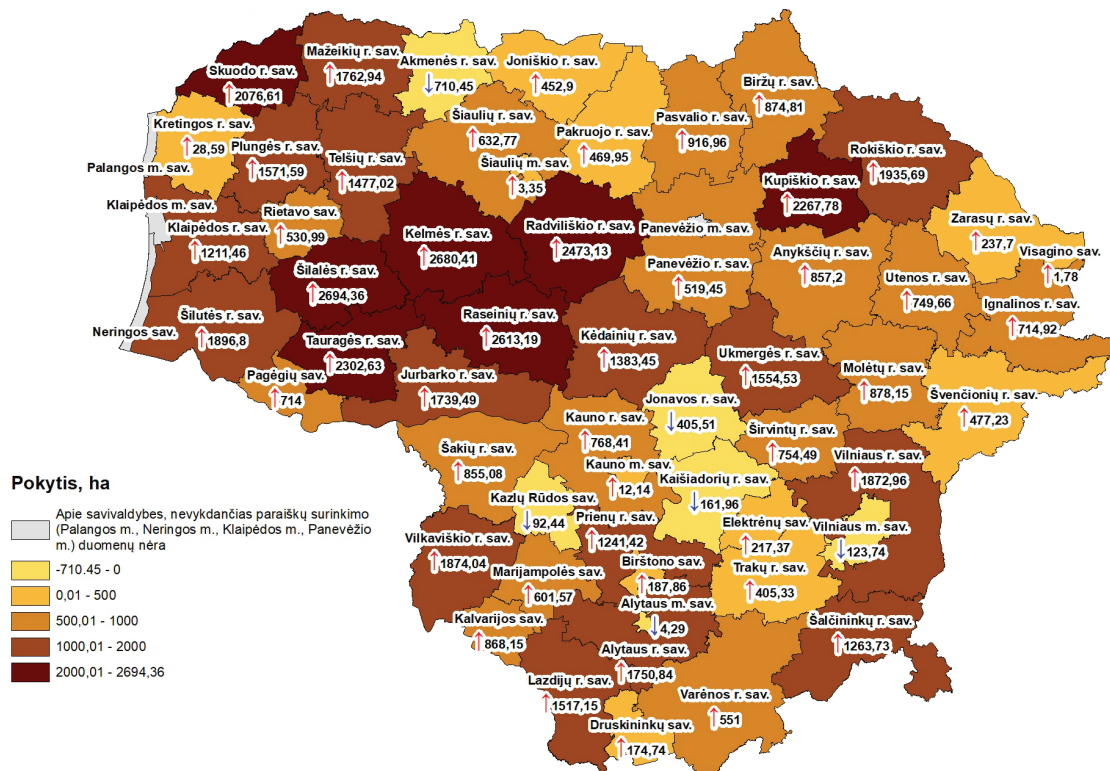 Mažeikių r. sav.
1762,94
Skuodo r. sav.
2076,61
Akmenės r. sav.
710,45
Joniškio r. sav.
452,9
Biržų r. sav.
874,81
Kretingos r. sav.
28,59
Šiaulių r. sav.
632,77
Pakruojo r. sav.
469,95
Pasvalio r. sav.
916,96
Plungės r. sav.
1571,59
Telšių r. sav.
1477,02
Šiaulių m. sav.
3,35
Rokiškio r. sav.
1935,69
Palangos m. sav.
Kupiškio r. sav.
2267,78
Klaipėdos m. sav.
Klaipėdos r. sav.
1211,46
Rietavo sav.
530,99
Kelmės r. sav.
2680,41
Radviliškio r. sav.
2473,13
Panevėžio m. sav.
Zarasų r. sav.
237,7
Visagino sav.
1,78
Šilalės r. sav.
2694,36
Panevėžio r. sav.
519,45
Anykščių r. sav.
857,2
Utenos r. sav.
749,66
Ignalinos r. sav.
714,92
Neringos sav.
Šilutės r. sav.
1896,8
Tauragės r. sav.
2302,63
Raseinių r. sav.
2613,19
Kėdainių r. sav.
1383,45
Ukmergės r. sav.
1554,53
Molėtų r. sav.
878,15
Pagėgių sav.
714
Jurbarko r. sav.
1739,49
Jonavos r. sav.
405,51
Švenčionių r. sav.
477,23
Kauno r. sav.
768,41
Širvintų r. sav.
754,49
Šakių r. sav.
855,08
Kauno m. sav.
12,14
Kaišiadorių r. sav.
161,96
Vilniaus r. sav.
1872,96
Kazlų Rūdos sav.
92,44
Prienų r. sav.
1241,42
Elektrėnų sav.
217,37
Vilniaus m. sav.
123,74
Vilkaviškio r. sav.
1874,04
Marijampolės sav.
601,57
Birštono sav.
187,86
Trakų r. sav.
405,33
Kalvarijos sav.
868,15
Alytaus m. sav.
4,29
Šalčininkų r. sav.
1263,73
Alytaus r. sav.
1750,84
Lazdijų r. sav.
1517,15
Varėnos r. sav.
551
Druskininkų sav.
174,74
Pokytis, ha
Apie savivaldybes, nevykdančias paraiškų surinkimo
(Palangos m., Neringos m., Klaipėdos m., Panevėžio
m.) duomenų nėra
-710.45 - 0
0,01 - 500
500,01 - 1000
1000,01 - 2000
2000,01 - 2694,36